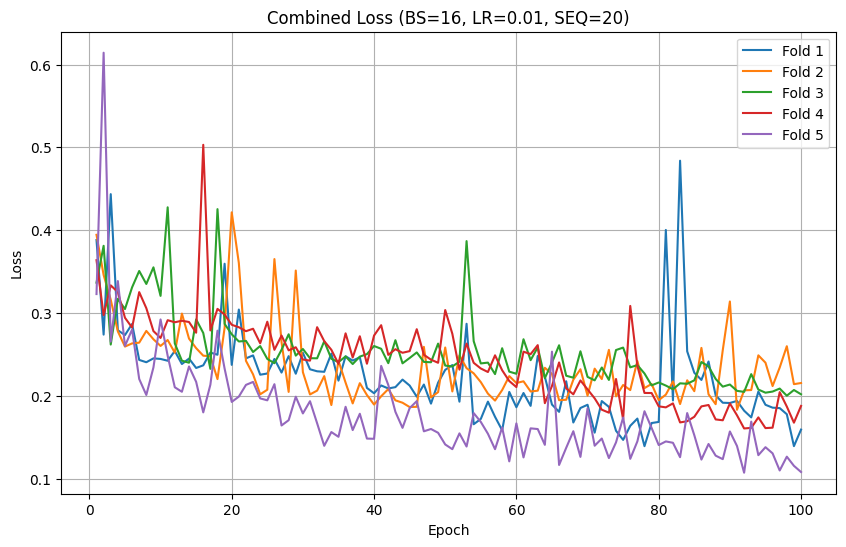 Combined Loss (BS=16, LR=0.01, SEQ=20)
Fold 1
Fold 2
Fold 3
Fold 4
Fold 5
Loss
0.6
0.5
0.4
0.3
0.2
0.1
0 20 40 60 80 100
Epoch